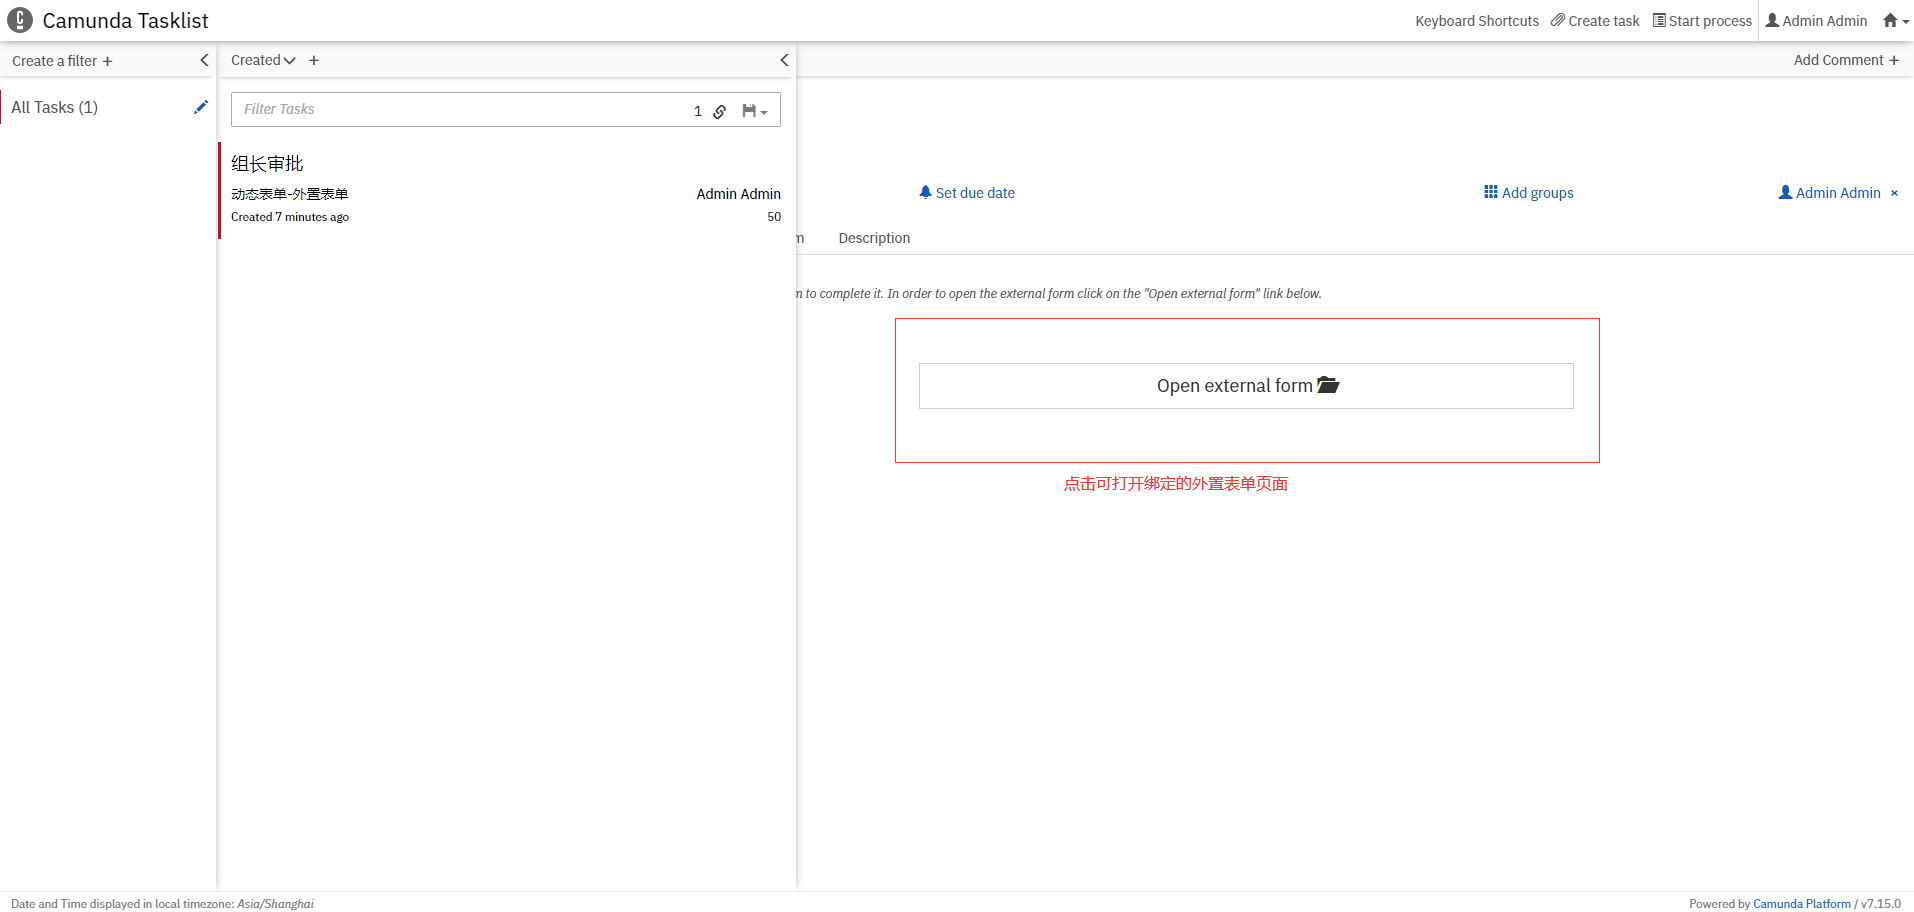 Camunda Tasklist
Keyboard Shortcuts Create task Start process Admin Admin
Create a filter +
Created +
Add Comment +
All Tasks (1)
Filter Tasks 1
组长审批
动态表单-外置表单 Admin Admin
Created 7 minutes ago 50
Set due date Add groups Admin Admin ×
m Description
n to complete it. In order to open the external form click on the "Open external form" link below.
Open external form
点击可打开绑定的外置表单页面
Date and Time displayed in local timezone: Asia/Shanghai
Powered by Camunda Platform / v7.15.0